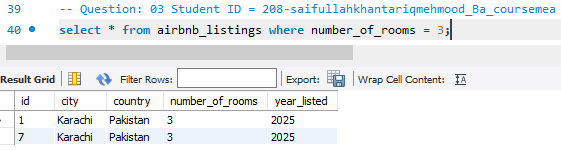 39 -- Question: 03 Student ID = 208-saifullahkhantariqmehmood_Ba_coursemea
40 select * from airbnb_listings where number_of_rooms = 3;
Result Grid Filter Rows: Export: Wrap Cell Content:
id city country number_of_rooms year_listed
1 Karachi Pakistan 3 2025
7 Karachi Pakistan 3 2025